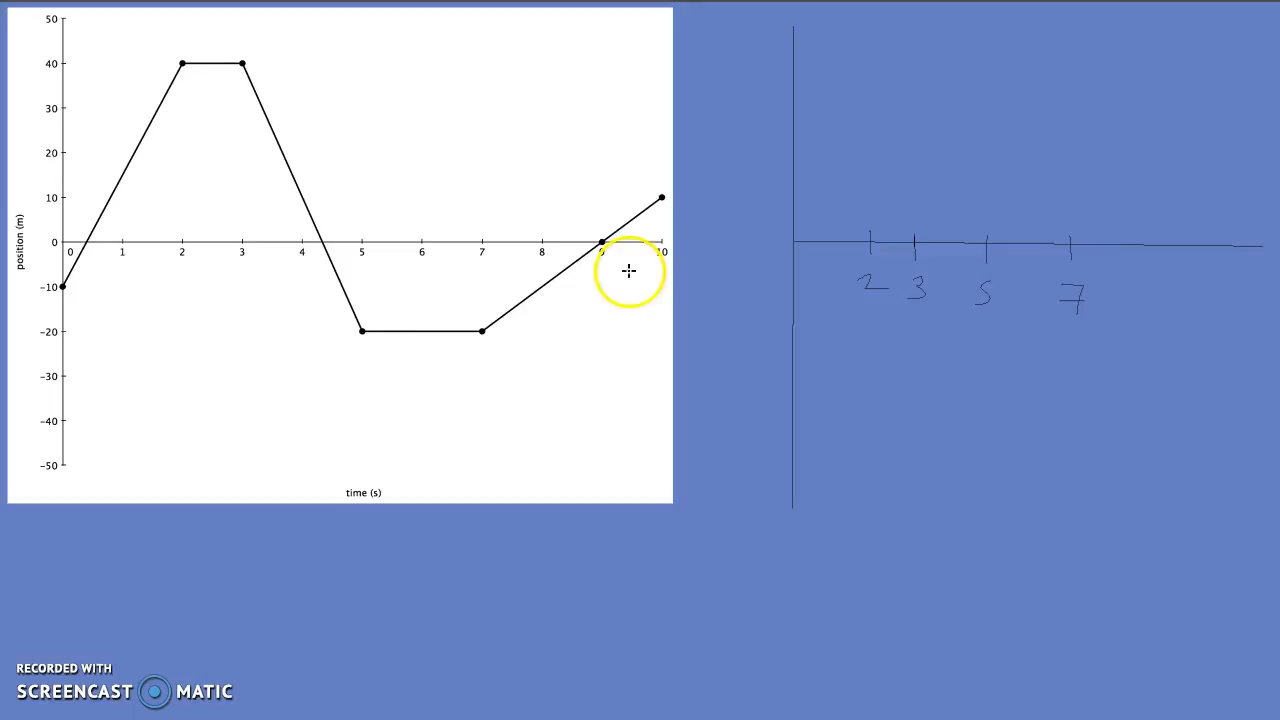 50
40
30
20
10
0
−10
−20
−30
−40
−50
position (m)
0 1 2 3 4 5 6 7 8 9 10
time (s)
2 3 5 7
RECORDED WITH
SCREENCAST MATIC